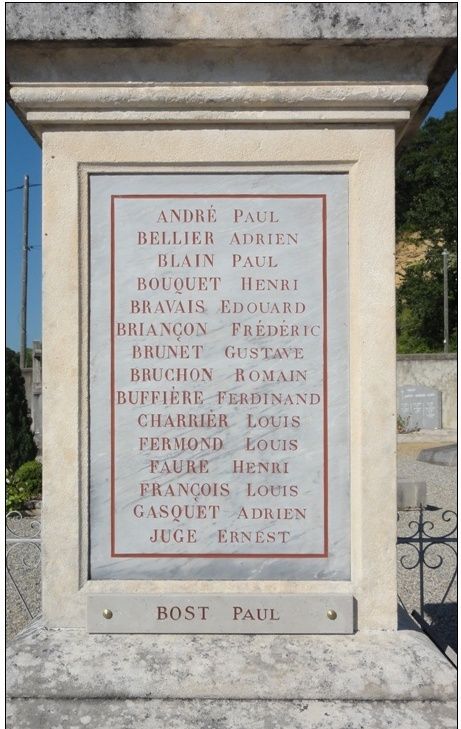 ANDRÉ PAUL
BELLIER ADRIEN
BLAIN PAUL
BOUQUET HENRI
BRAVAIS EDOUARD
BRIANÇON FRÉDÉRIC
BRUNET GUSTAVE
BRUCHON ROMAIN
BUFFIÈRE FERDINAND
CHARRIÉR LOUIS
FERMOND LOUIS
FAURE HENRI
FRANÇOIS LOUIS
GASQUET ADRIEN
JUGE ERNEST
BOST PAUL